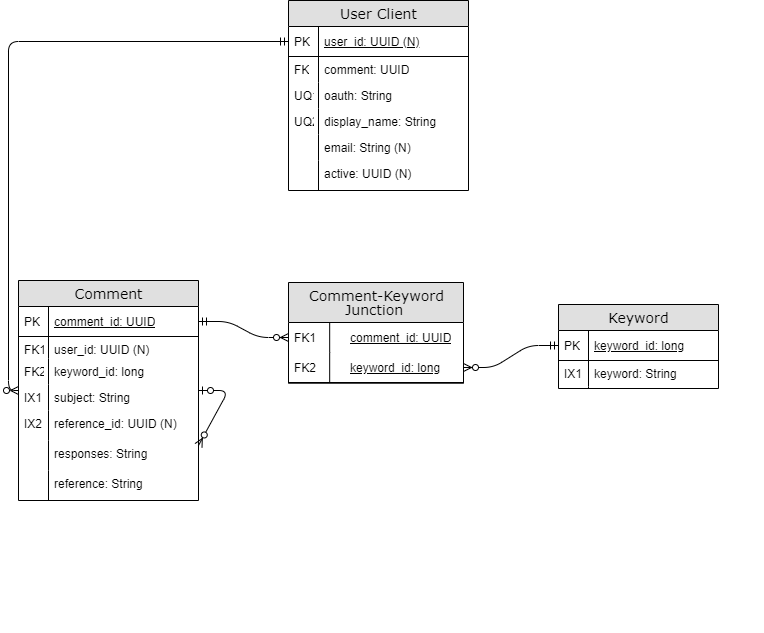 User Client
PK user_id: UUID (N)
FK comment: UUID
UQ oauth: String
UQ2 display_name: String
email: String (N)
active: UUID (N)
Comment
PK comment_id: UUID
FK1 user_id: UUID (N)
FK2 keyword_id: long
IX1 subject: String
IX2 reference_id: UUID (N)
responses: String
reference: String
Comment-Keyword
Junction
FK1 comment_id: UUID
FK2 keyword_id: long
Keyword
PK keyword_id: long
IX1 keyword: String